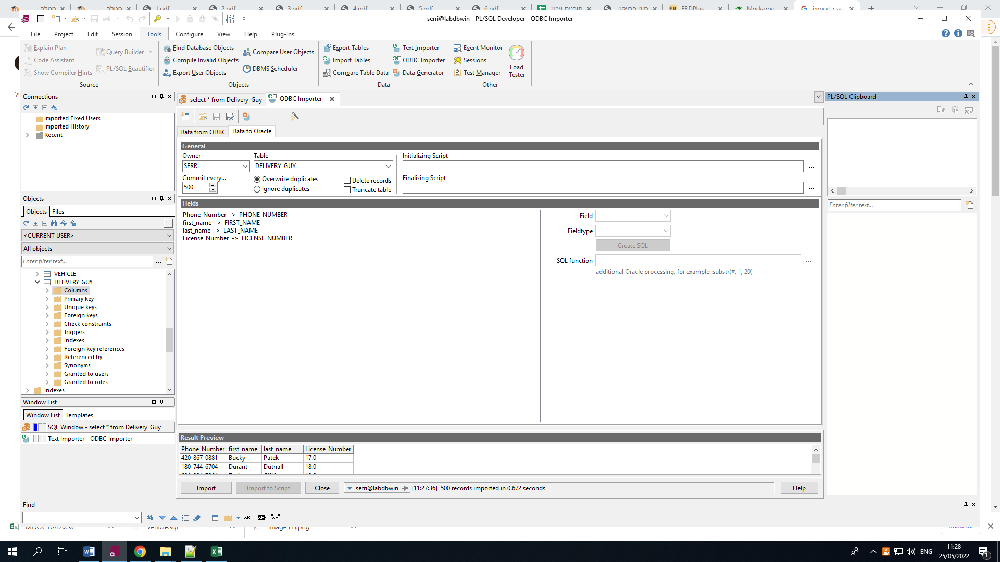 1.pdf
2.pdf
3.pdf
4.pdf
5.pdf
6.pdf
ERDPlus
Mockaroo
import csv
serri@labdbwin - PL/SQL Developer - ODBC Importer
File Project Edit Session Tools Configure View Help Plug-Ins
Explain Plan
Code Assistant
Show Compiler Hints
Query Builder
PL/SQL Beautifier
Source
Find Database Objects
Compile Invalid Objects
Export User Objects
Compare User Objects
DBMS Scheduler
Objects
Export Tables
Import Tables
Compare Table Data
Text Importer
ODBC Importer
Data Generator
Data
Event Monitor
Sessions
Test Manager
Load
Tester
Other
Connections
Imported Fixed Users
Imported History
Recent
Objects
Objects Files
<CURRENT USER>
All objects
Enter filter text...
VEHICLE
DELIVERY_GUY
Columns
Primary key
Unique keys
Foreign keys
Check constraints
Triggers
Indexes
Foreign key references
Referenced by
Synonyms
Granted to users
Granted to roles
Indexes
Window List
Window List Templates
SQL Window - select * from Delivery_Guy
Text Importer - ODBC Importer
select * from Delivery_Guy
ODBC Importer
Data from ODBC Data to Oracle
General
Owner
SERRI
Table
DELIVERY_GUY
Commit every...
500
Overwrite duplicates
Ignore duplicates
Delete records
Truncate table
Initializing Script
...
Finalizing Script
...
Fields
Phone_Number -> PHONE_NUMBER
first_name -> FIRST_NAME
last_name -> LAST_NAME
License_Number -> LICENSE_NUMBER
Field
Fieldtype
Create SQL
SQL function
...
additional Oracle processing, for example: substr(#, 1, 20)
Result Preview
Phone_Number first_name last_name License_Number
420-867-0881 Bucky Patek 17.0
180-744-6704 Durant Dutnall 18.0
Import Import to Script Close serri@labdbwin [11:27:36] 500 records imported in 0.672 seconds Help
PL/SQL Clipboard
Enter filter text...
Find
ABC
"AB"
MOCK_DATA.csv
Vehicle.sql
image (1).png
Show all
ENG
11:28
25/05/2022
1